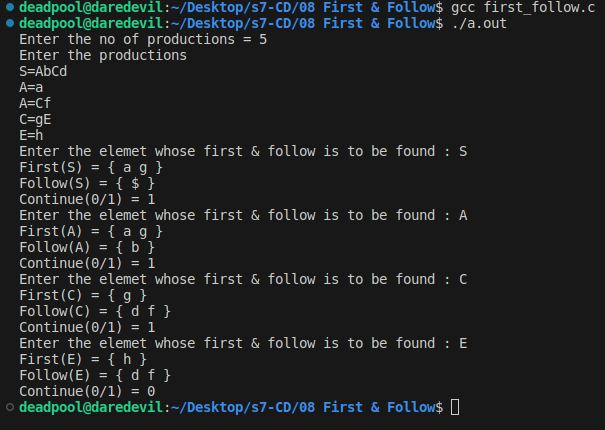 deadpool@daredevil:~/Desktop/s7-CD/08 First & Follow$ gcc first_follow.c
deadpool@daredevil:~/Desktop/s7-CD/08 First & Follow$ ./a.out
Enter the no of productions = 5
Enter the productions
S=AbCd
A=a
A=Cf
C=gE
E=h
Enter the elemet whose first & follow is to be found : S
First(S) = { a g }
Follow(S) = { $ }
Continue(0/1) = 1
Enter the elemet whose first & follow is to be found : A
First(A) = { a g }
Follow(A) = { b }
Continue(0/1) = 1
Enter the elemet whose first & follow is to be found : C
First(C) = { g }
Follow(C) = { d f }
Continue(0/1) = 1
Enter the elemet whose first & follow is to be found : E
First(E) = { h }
Follow(E) = { d f }
Continue(0/1) = 0
deadpool@daredevil:~/Desktop/s7-CD/08 First & Follow$